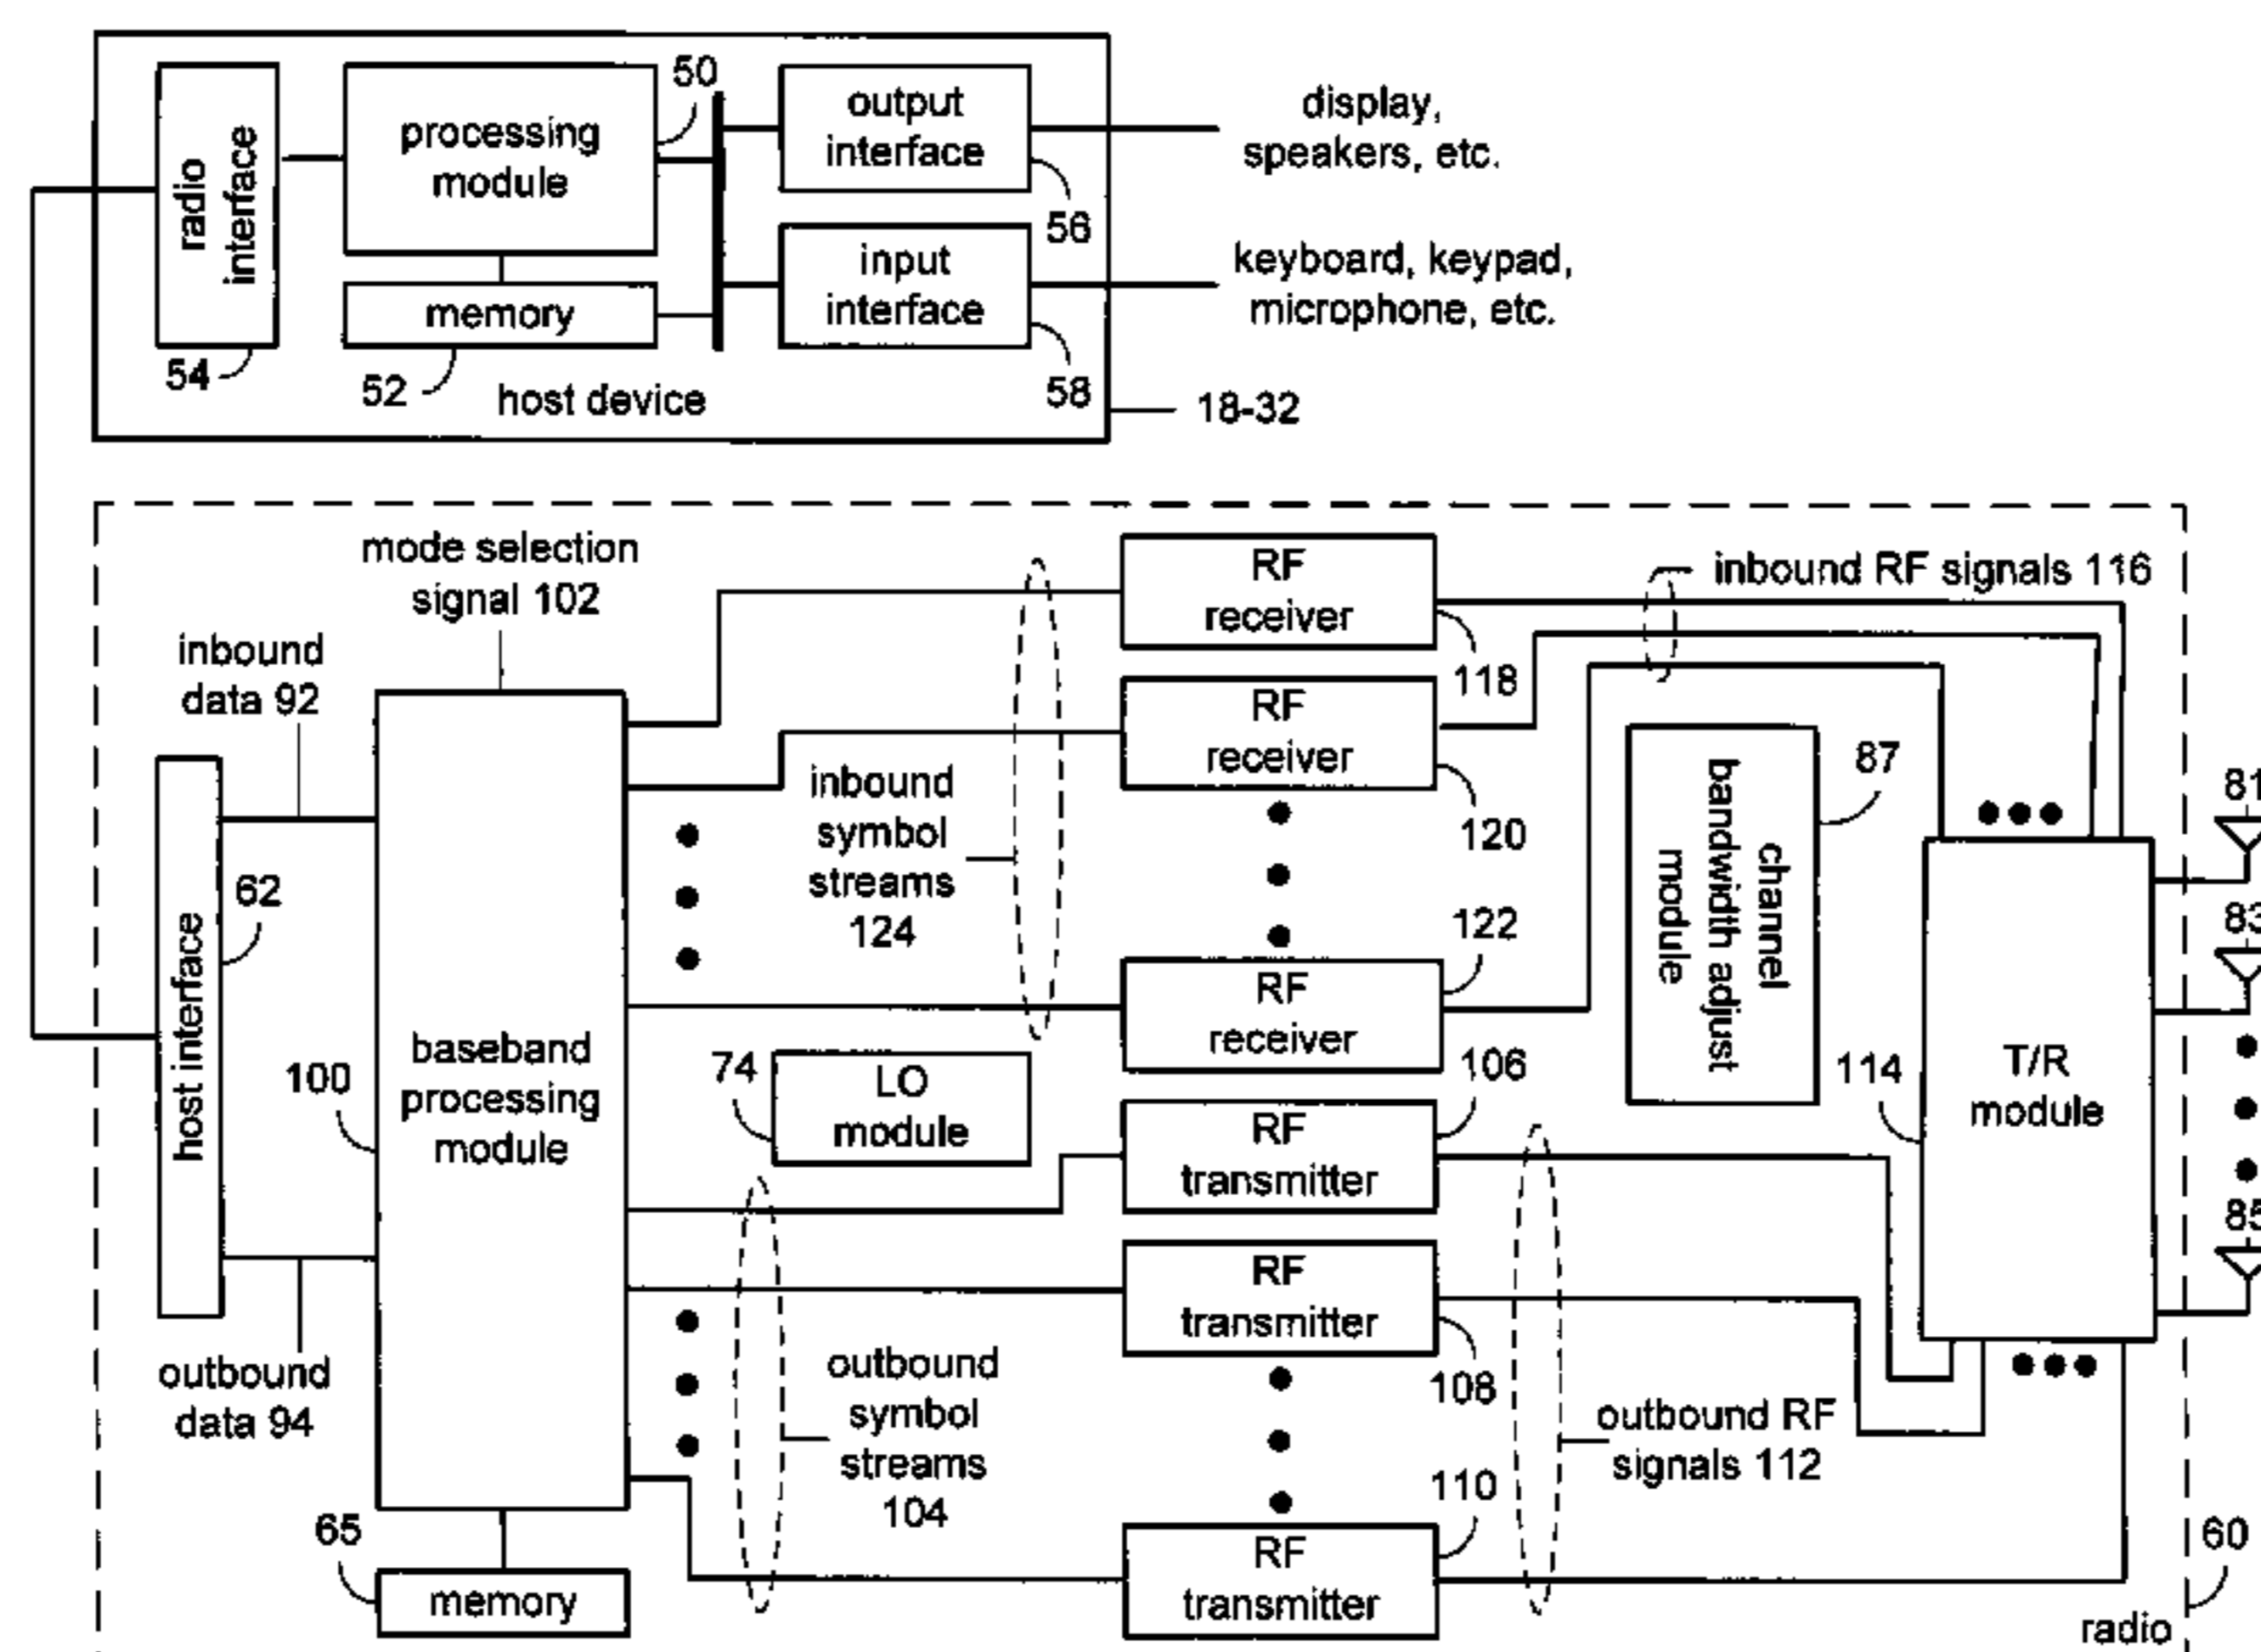 radio
interface
54
processing
module
50
memory
52
output
interface
56
input
interface
58
host device
18-32
display,
speakers, etc.
keyboard, keypad,
microphone, etc.
mode selection
signal 102
inbound
data 92
host interface
62
outbound
data 94
100
baseband
processing
module
65
memory
inbound
symbol
streams
124
74
LO
module
outbound
symbol
streams
104
RF
receiver
118
RF
receiver
120
RF
receiver
122
RF
transmitter
106
RF
transmitter
108
RF
transmitter
110
inbound RF signals 116
channel
bandwidth adjust
module
87
outbound RF
signals 112
114
T/R
module
81
83
85
60
radio